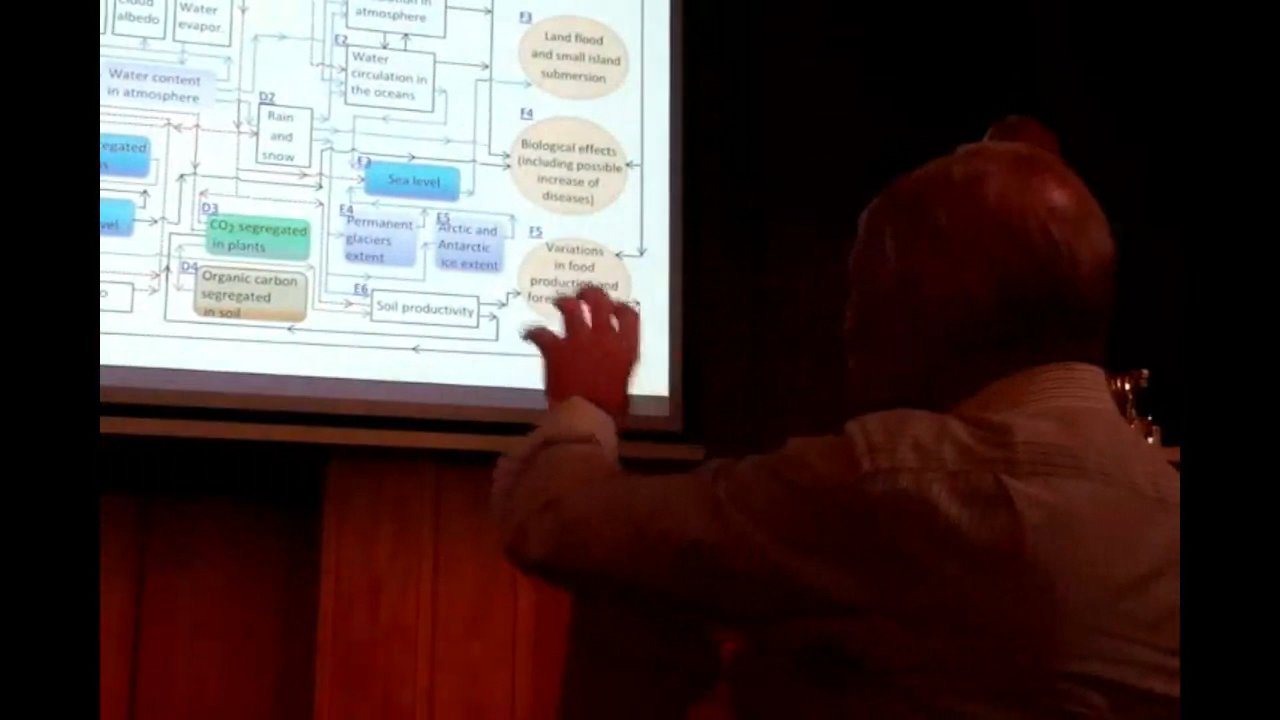 Cloud
albedo
Water
evapor.
atmosphere
E2
Water
circulation in
the oceans
F3
Land flood
and small island
submersion
Water content
in atmosphere
D2
Rain
and
snow
F4
Biological effects
(including possible
increase of
diseases)
E3
Sea level
D3
CO₂ segregated
in plants
E4
Permanent
glaciers
extent
E5
Arctic and
Antarctic
ice extent
F5
Variations
in food
production and
D4
Organic carbon
segregated
in soil
E6
Soil productivity